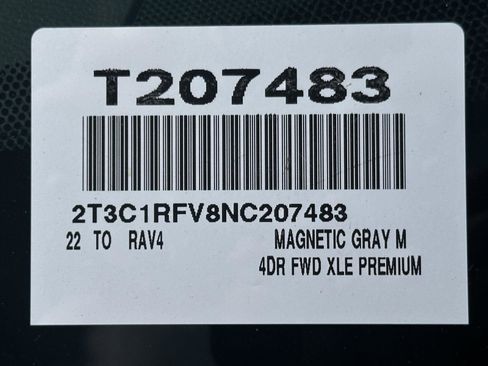 T207483
2T3C1RFV8NC207483
22 TO RAV4 MAGNETIC GRAY M
4DR FWD XLE PREMIUM